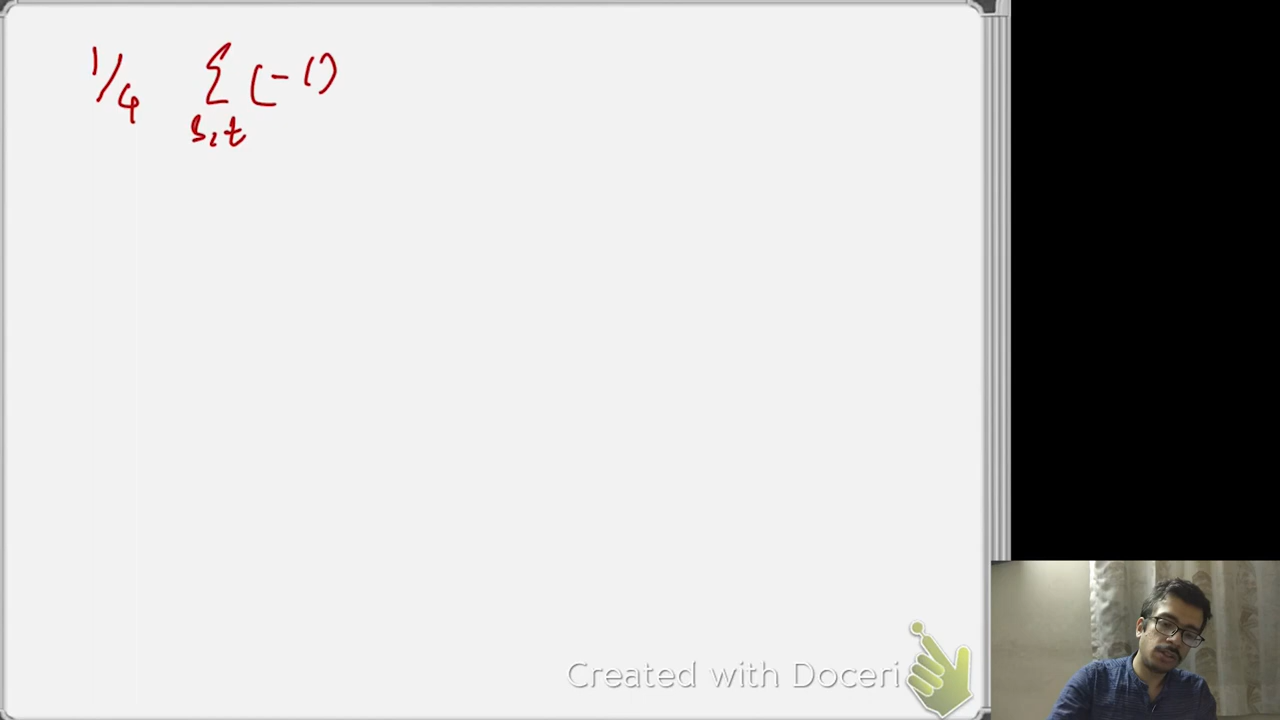 1/4 Σ (-1)
s,t
Created with Doceri